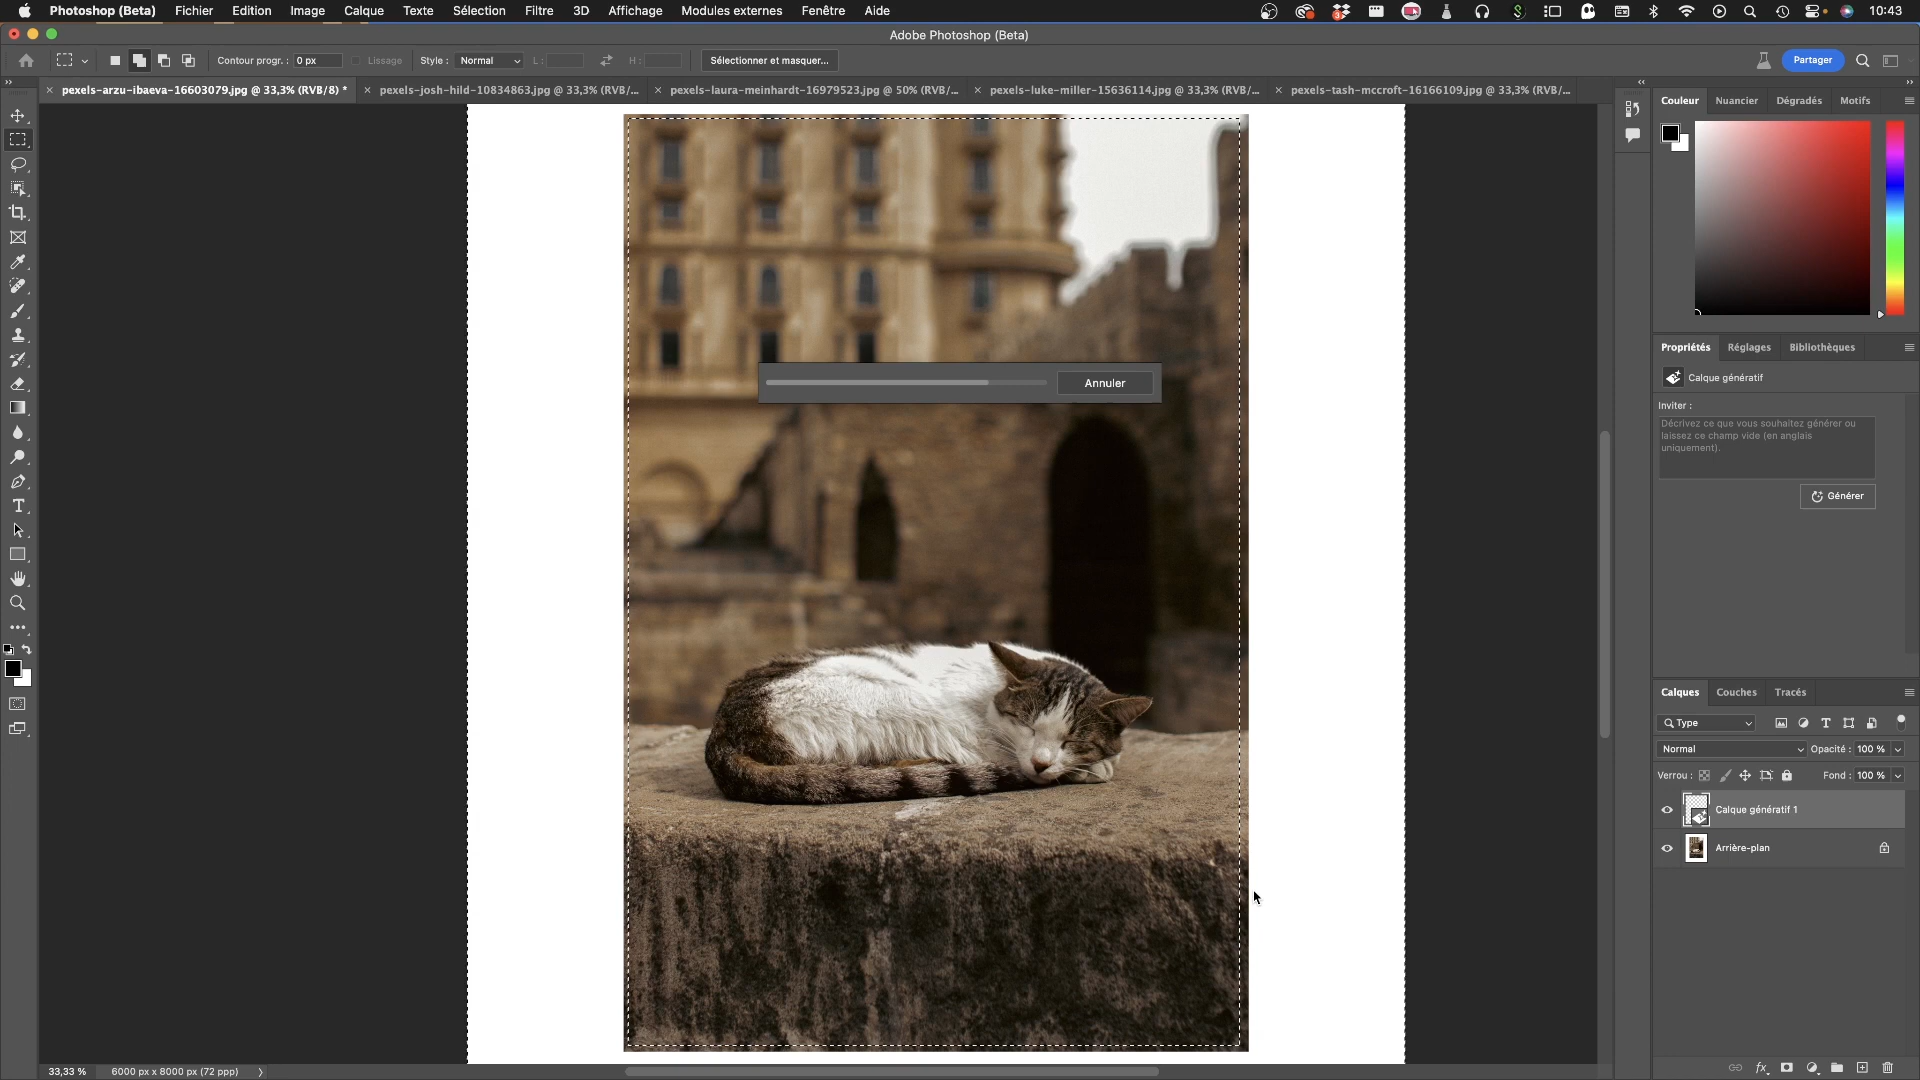 Photoshop (Beta) Fichier Edition Image Calque Texte Sélection Filtre 3D Affichage Modules externes Fenêtre Aide 10:43
Adobe Photoshop (Beta)
Contour progr. : 0 px Lissage Style : Normal L : H : Sélectionner et masquer... Partager
pexels-arzu-ibaeva-16603079.jpg @ 33,3% (RVB/8) * pexels-josh-hild-10834863.jpg @ 33,3% (RVB/... pexels-laura-meinhardt-16979523.jpg @ 50% (RVB/... pexels-luke-miller-15636114.jpg @ 33,3% (RVB/... pexels-tash-mccroft-16166109.jpg @ 33,3% (RVB/...
Couleur Nuancier Dégradés Motifs
Propriétés Réglages Bibliothèques
Calque génératif
Inviter :
Décrivez ce que vous souhaitez générer ou
laissez ce champ vide (en anglais
uniquement).
Générer
Annuler
Calques Couches Tracés
Type
Normal Opacité : 100 %
Verrou : Fond : 100 %
Calque génératif 1
Arrière-plan
33,33 % 6000 px x 8000 px (72 ppp)